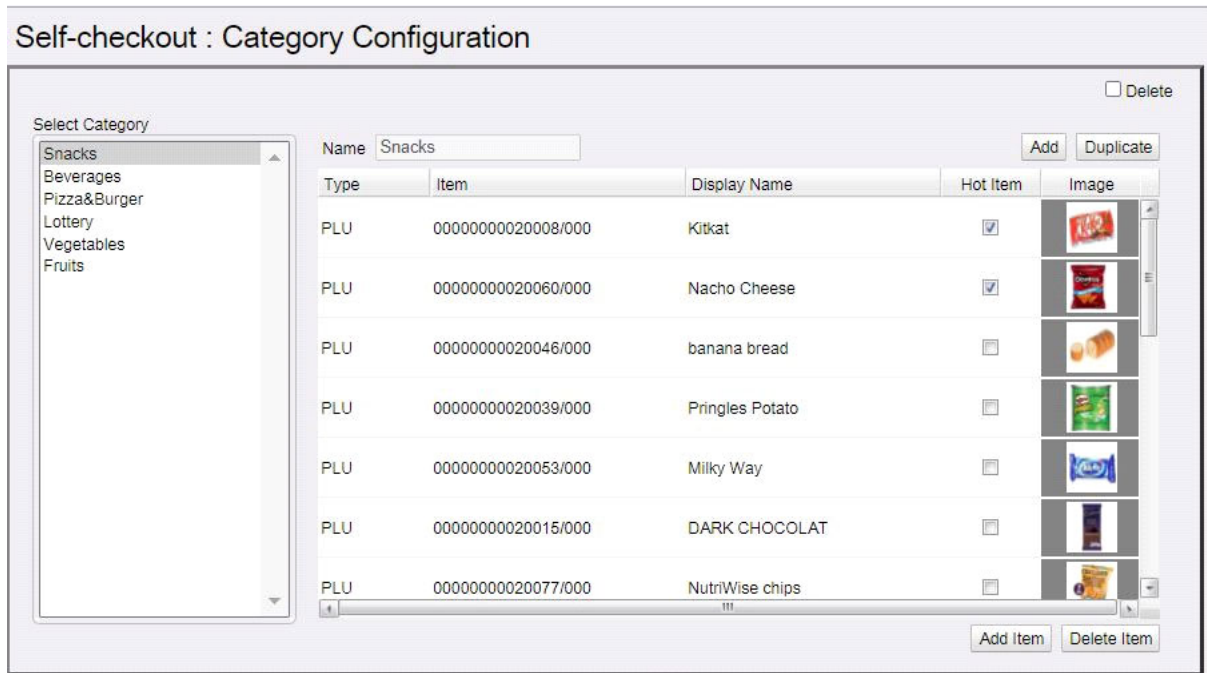 Self-checkout : Category Configuration
Delete
Select Category
Snacks
Beverages
Pizza&Burger
Lottery
Vegetables
Fruits
Name Snacks Add Duplicate
Type Item Display Name Hot Item Image
PLU 00000000020008/000 Kitkat
PLU 00000000020060/000 Nacho Cheese
PLU 00000000020046/000 banana bread
PLU 00000000020039/000 Pringles Potato
PLU 00000000020053/000 Milky Way
PLU 00000000020015/000 DARK CHOCOLAT
PLU 00000000020077/000 NutriWise chips
Add Item Delete Item